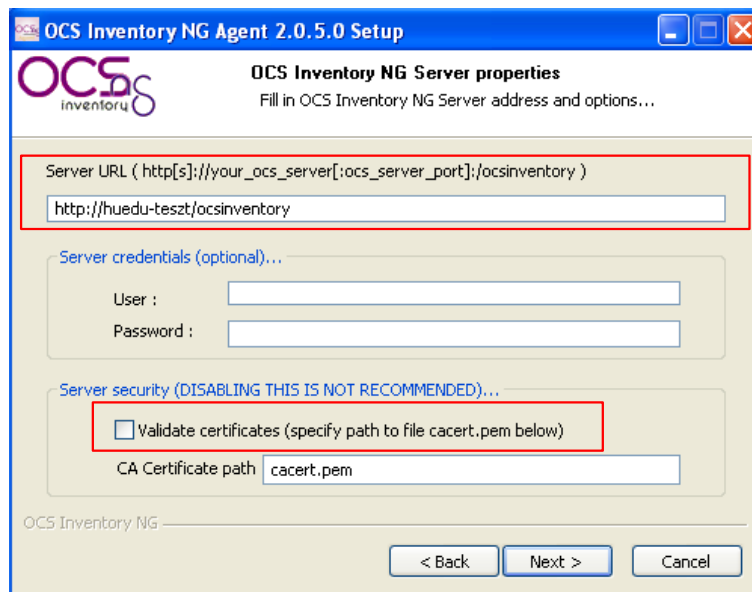 OCS Inventory NG Agent 2.0.5.0 Setup
OCS
inventory
NG
OCS Inventory NG Server properties
Fill in OCS Inventory NG Server address and options...
Server URL ( http[s]://your_ocs_server[:ocs_server_port]:/ocsinventory )
http://huedu-teszt/ocsinventory
Server credentials (optional)...
User :
Password :
Server security (DISABLING THIS IS NOT RECOMMENDED)...
Validate certificates (specify path to file cacert.pem below)
CA Certificate path cacert.pem
OCS Inventory NG
< Back Next > Cancel